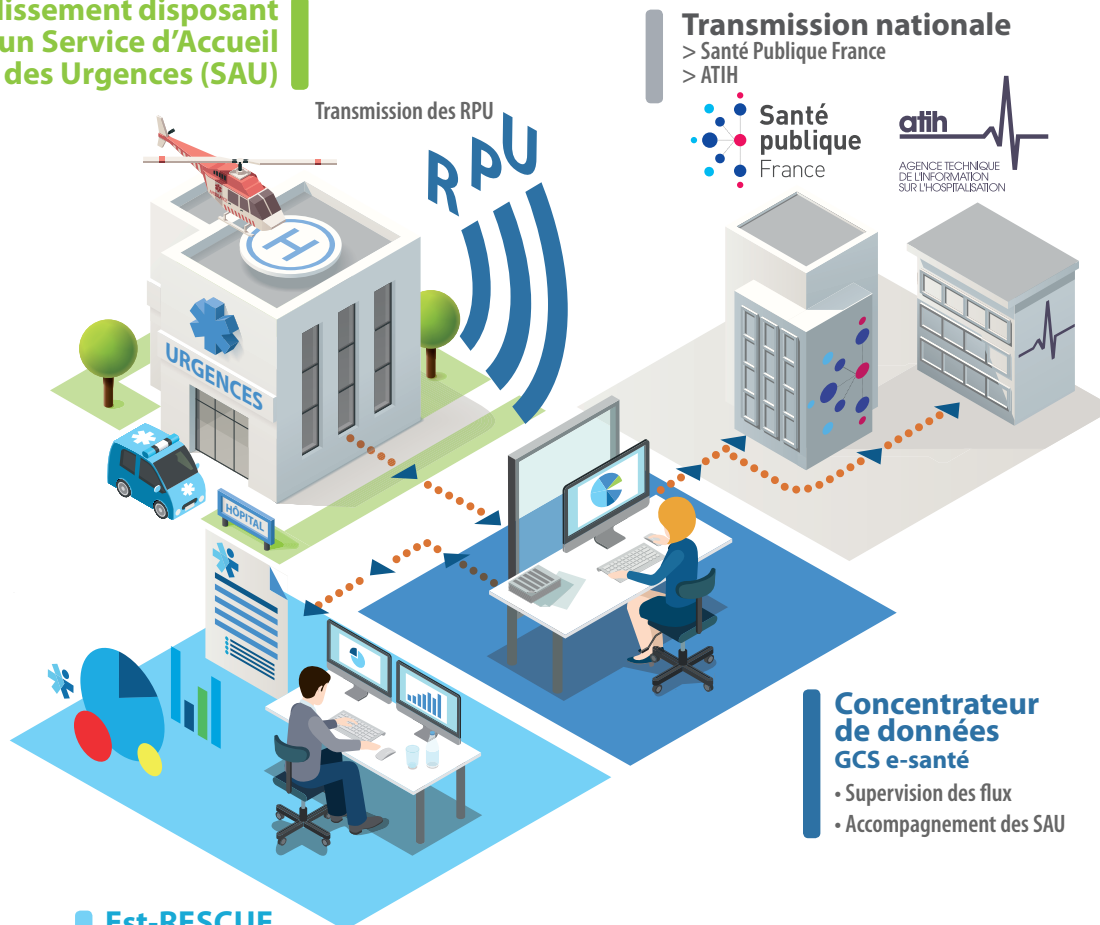 lissement disposant
un Service d’Accueil
des Urgences (SAU)
Transmission des RPU
RPU
Transmission nationale
> Santé Publique France
> ATIH
Santé
publique
France
atih
AGENCE TECHNIQUE
DE L'INFORMATION
SUR L'HOSPITALISATION
H
URGENCES
HÔPITAL
Concentrateur
de données
GCS e-santé
• Supervision des flux
• Accompagnement des SAU
Est-RESCUE